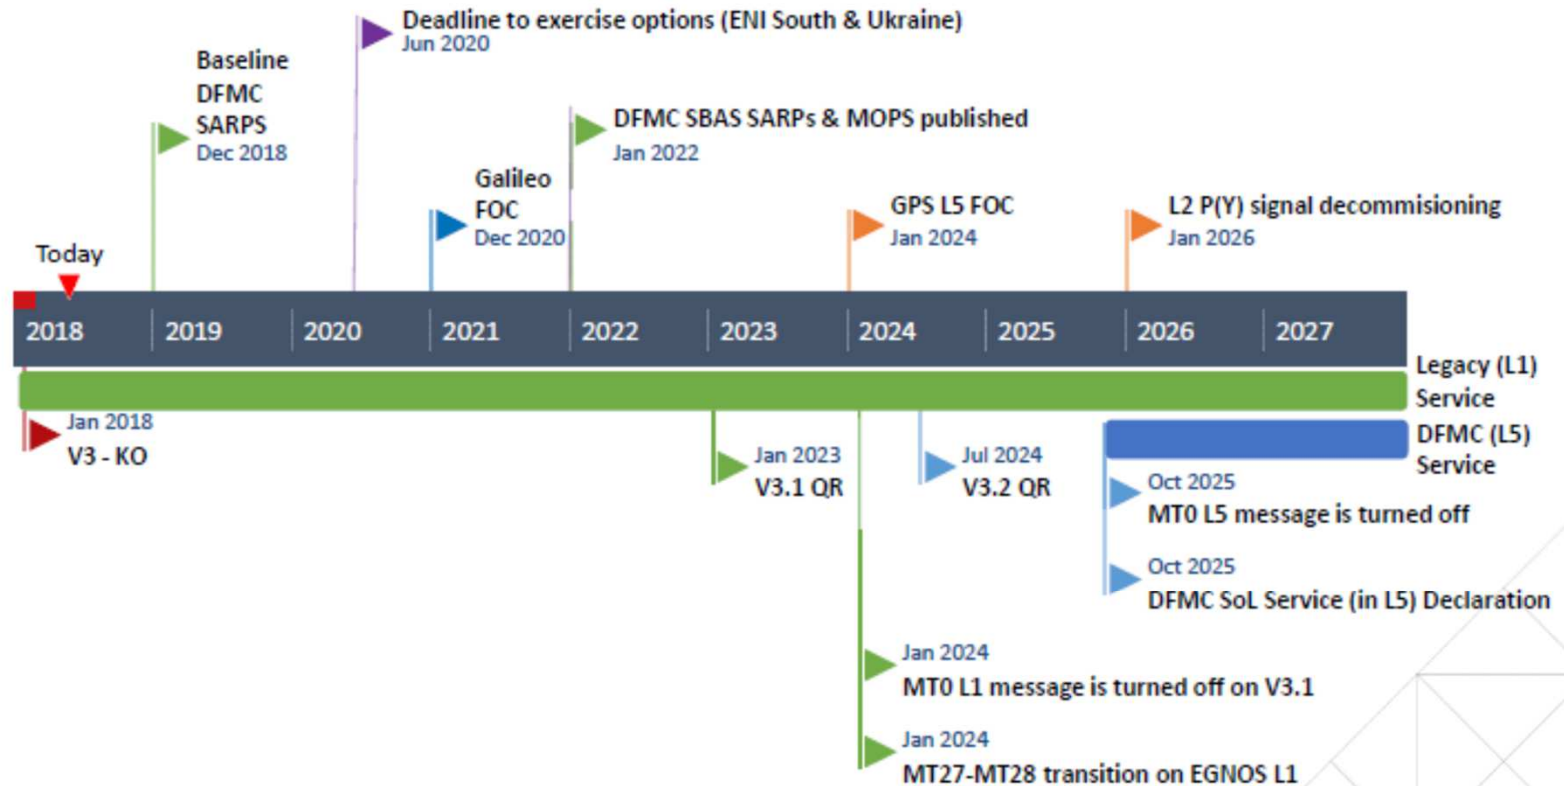 Deadline to exercise options (ENI South & Ukraine)
Jun 2020
Baseline
DFMC
SARPS
Dec 2018
DFMC SBAS SARPs & MOPS published
Jan 2022
Galileo
FOC
Dec 2020
GPS L5 FOC
Jan 2024
L2 P(Y) signal decommisioning
Jan 2026
Today
2018 2019 2020 2021 2022 2023 2024 2025 2026 2027
Legacy (L1)
Service
DFMC (L5)
Service
Jan 2018
V3 - KO
Jan 2023
V3.1 QR
Jul 2024
V3.2 QR
Oct 2025
MT0 L5 message is turned off
Oct 2025
DFMC SoL Service (in L5) Declaration
Jan 2024
MT0 L1 message is turned off on V3.1
Jan 2024
MT27-MT28 transition on EGNOS L1